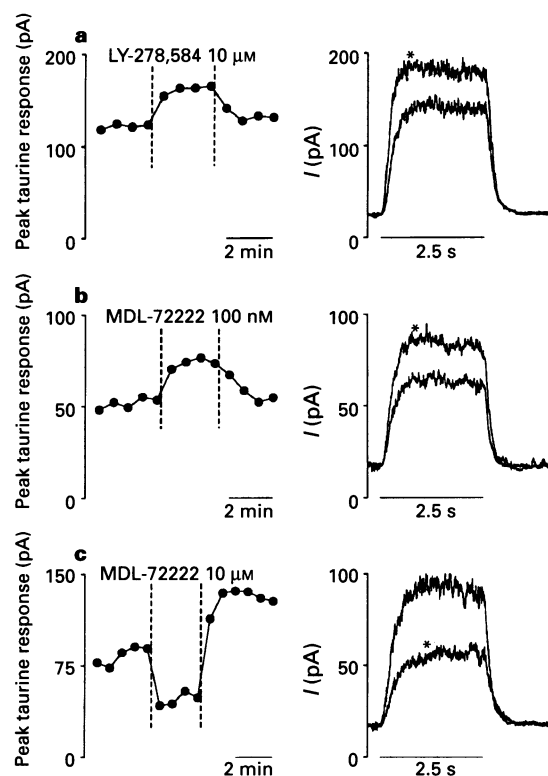 a
LY-278,584 10 μM
Peak taurine response (pA)
200
100
0
2 min
I (pA)
200
100
0
*
2.5 s
b
MDL-72222 100 nM
Peak taurine response (pA)
100
50
0
2 min
I (pA)
100
50
0
*
2.5 s
c
MDL-72222 10 μM
Peak taurine response (pA)
150
75
0
2 min
I (pA)
100
50
0
*
2.5 s